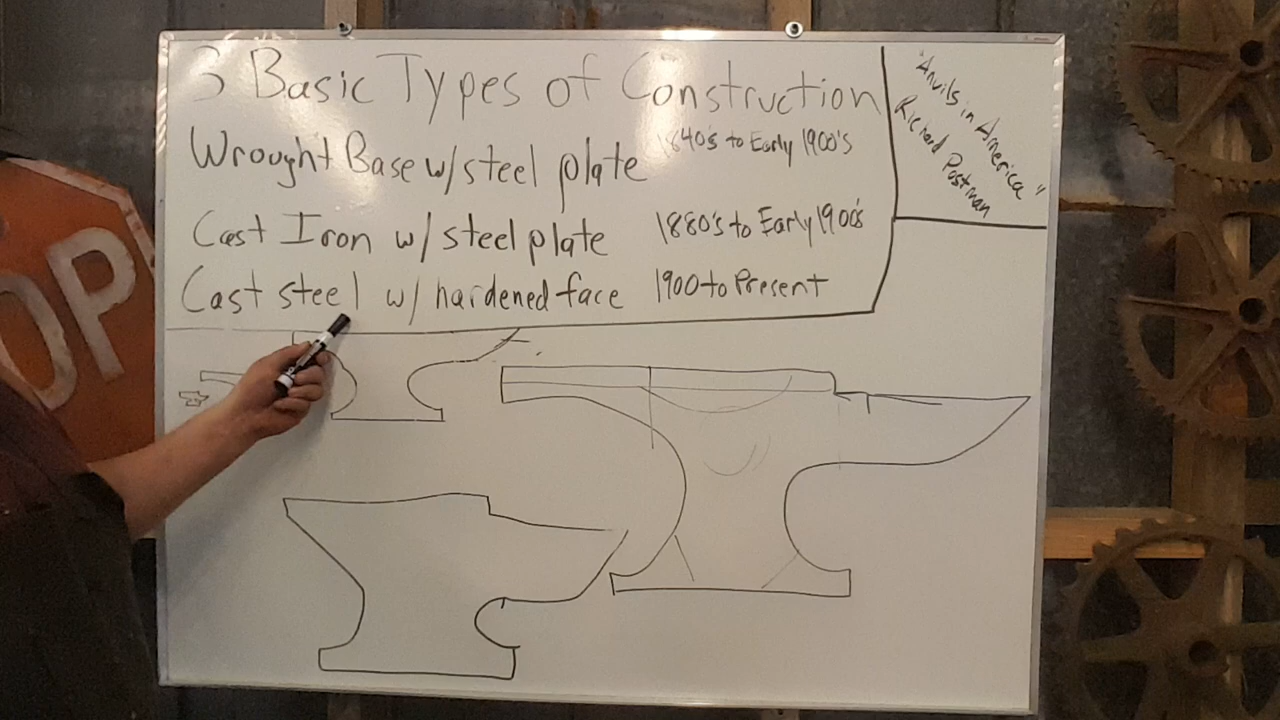 3 Basic Types of Construction
Wrought Base w/ steel plate 1840's to Early 1900's
Cast Iron w/ steel plate 1880's to Early 1900's
Cast steel w/ hardened face 1900 to Present
"Anvils in America"
Richard Postman
OP